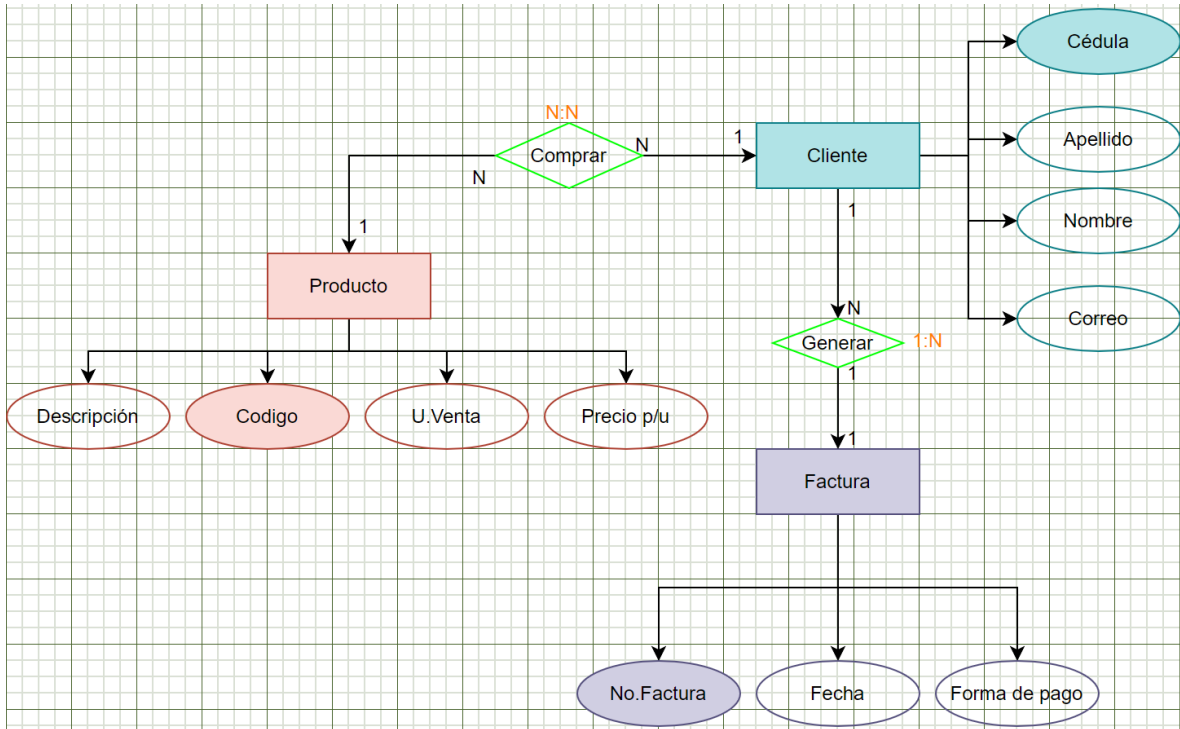 Cédula
N:N
Comprar
N
1
Cliente
Apellido
N
1
1
Nombre
Producto
N
Generar
1:N
Correo
1
Descripción
Codigo
U.Venta
Precio p/u
1
Factura
No.Factura
Fecha
Forma de pago